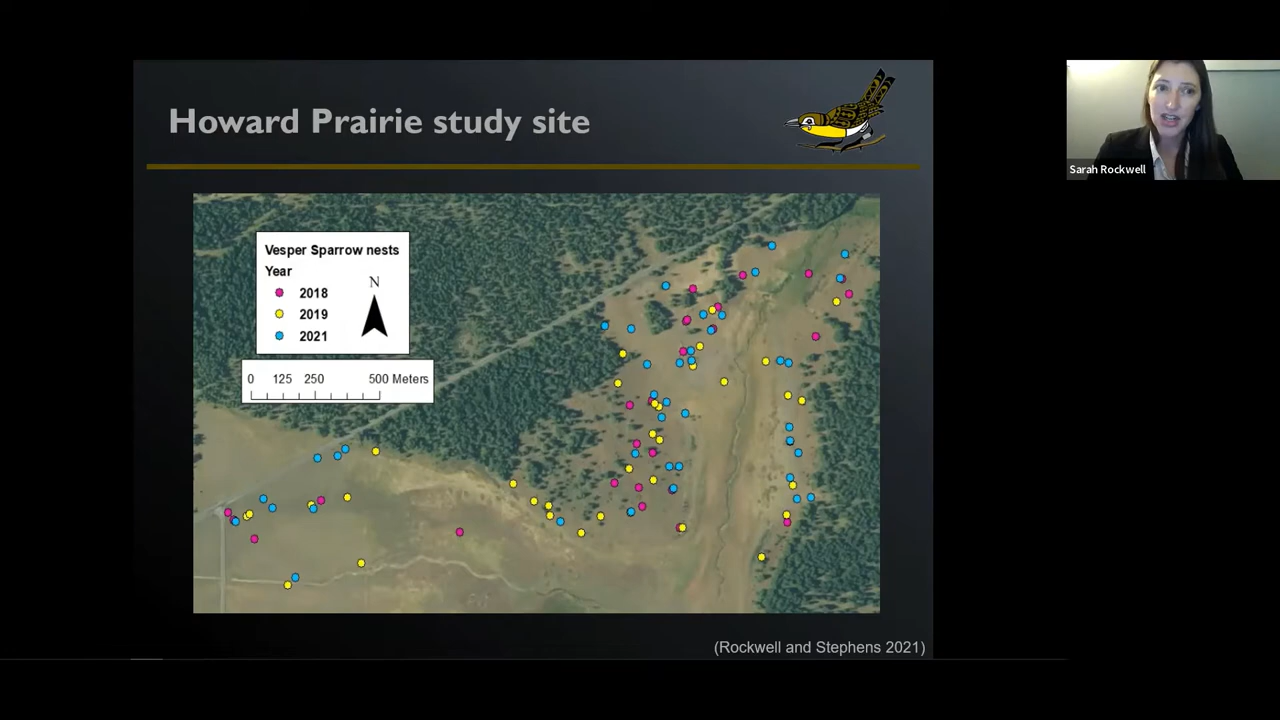 Howard Prairie study site
Sarah Rockwell
Vesper Sparrow nests
Year
N
2018
2019
2021
0 125 250 500 Meters
(Rockwell and Stephens 2021)